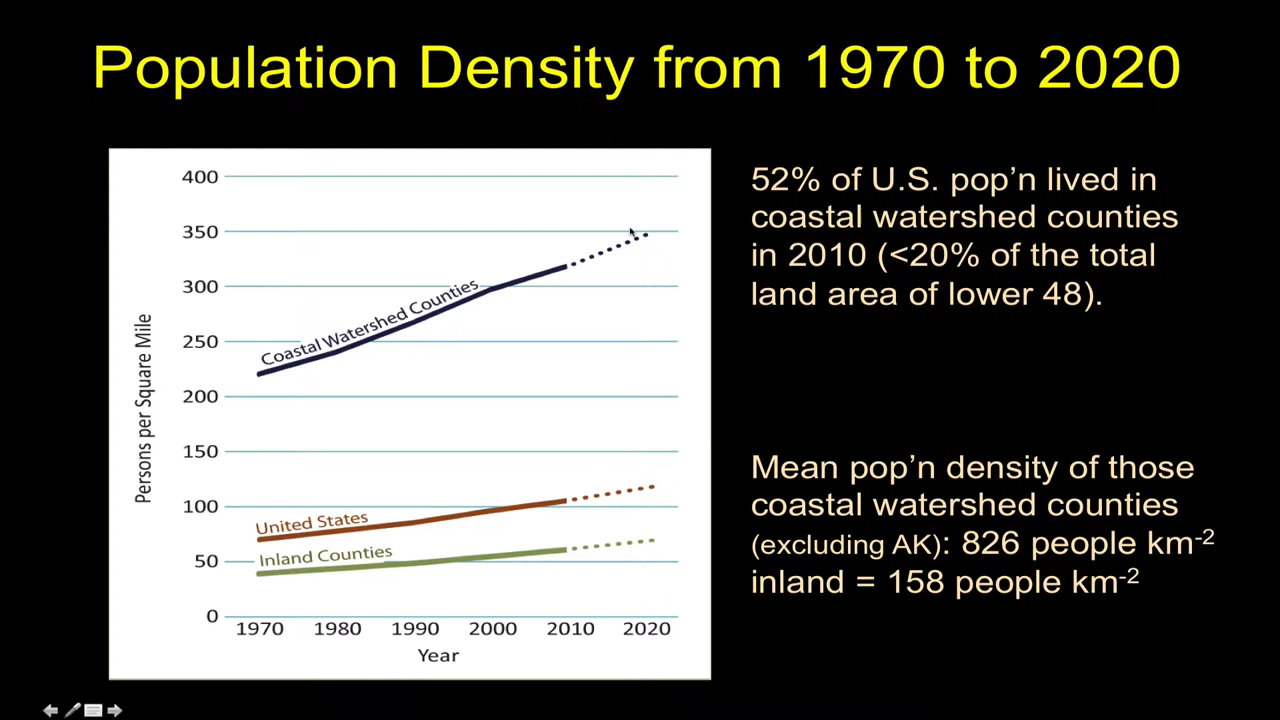 Population Density from 1970 to 2020
400
350
300
250
200
150
100
50
0
Persons per Square Mile
Coastal Watershed Counties
United States
Inland Counties
1970 1980 1990 2000 2010 2020
Year
52% of U.S. pop’n lived in
coastal watershed counties
in 2010 (<20% of the total
land area of lower 48).
Mean pop’n density of those
coastal watershed counties
(excluding AK): 826 people km⁻²
inland = 158 people km⁻²